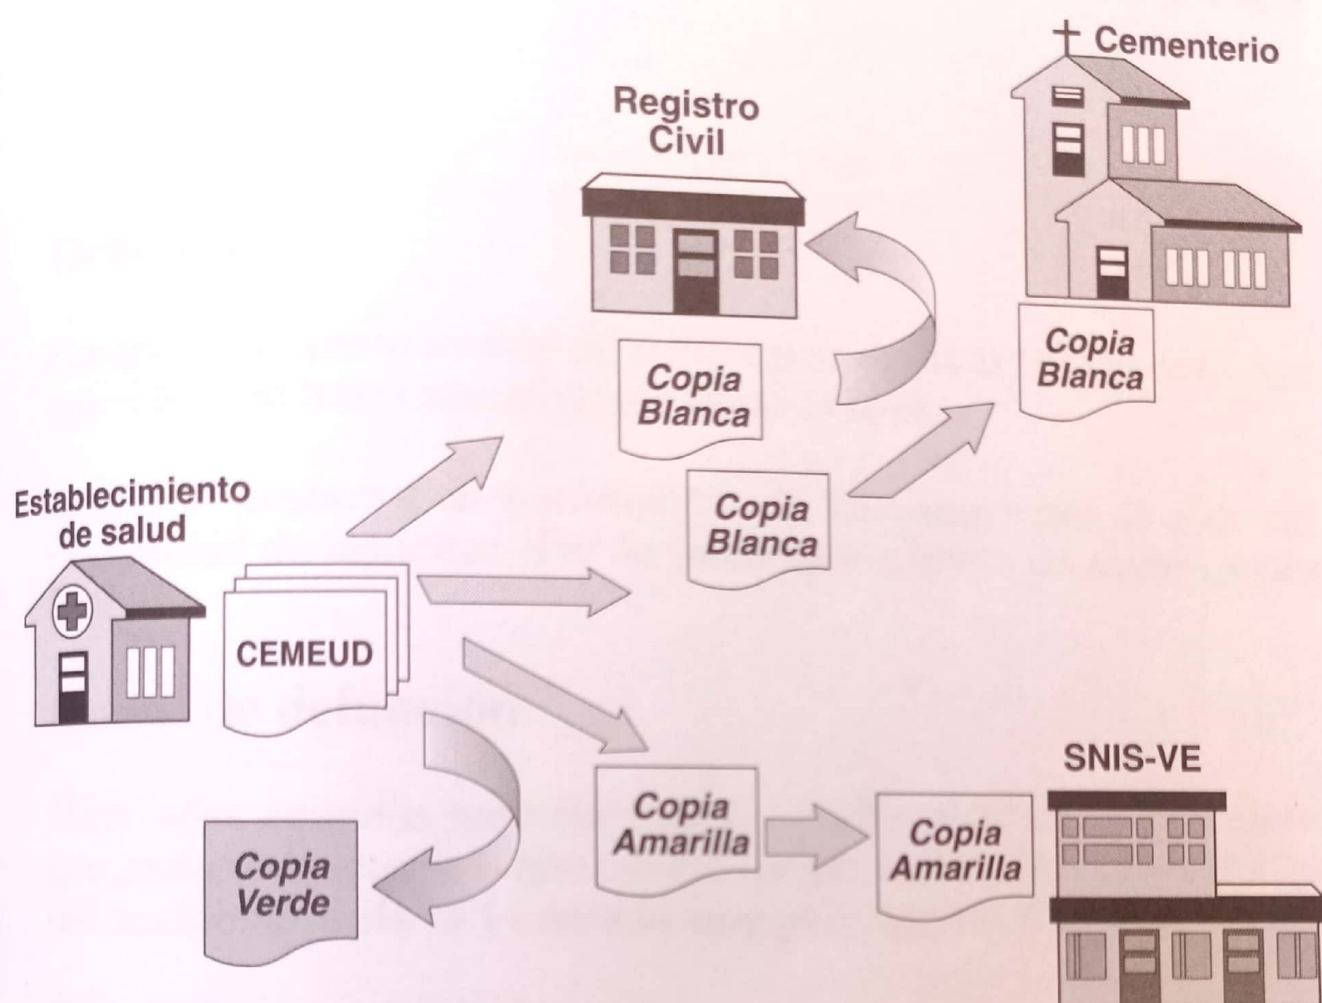 Cementerio
Registro
Civil
Copia
Blanca
Copia
Blanca
Copia
Blanca
Establecimiento
de salud
CEMEUD
SNIS-VE
Copia
Amarilla
Copia
Amarilla
Copia
Verde